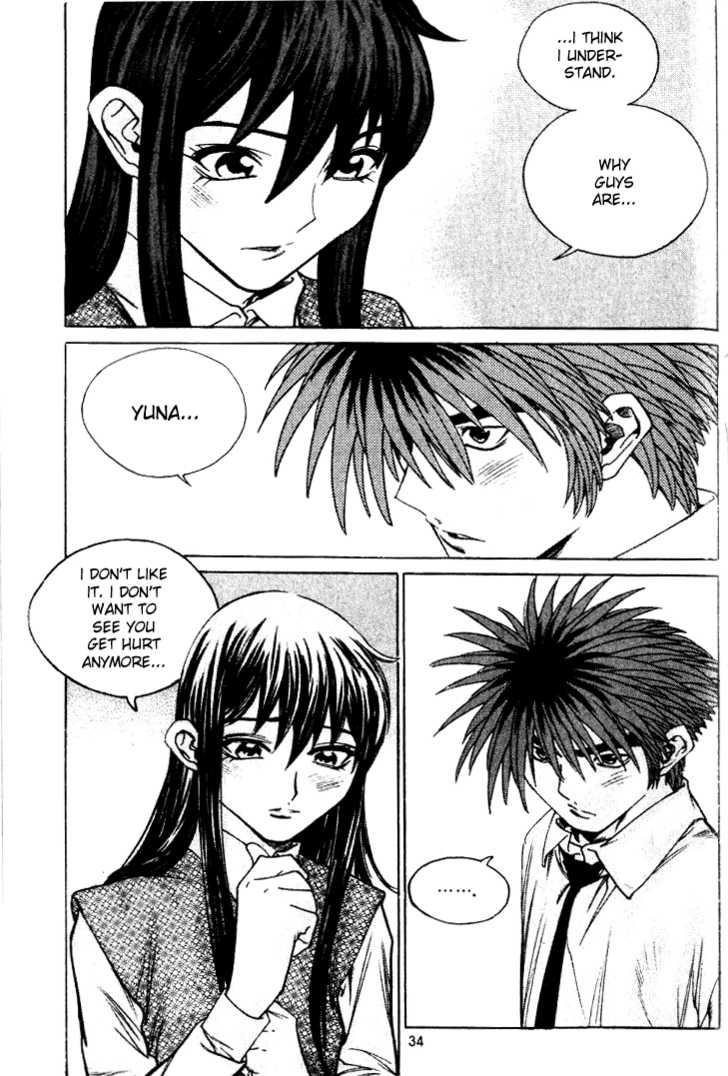 ...I THINK
I UNDER-
STAND.
WHY
GUYS
ARE...
YUNA...
I DON'T LIKE
IT. I DON'T
WANT TO
SEE YOU
GET HURT
ANYMORE...
.......
34